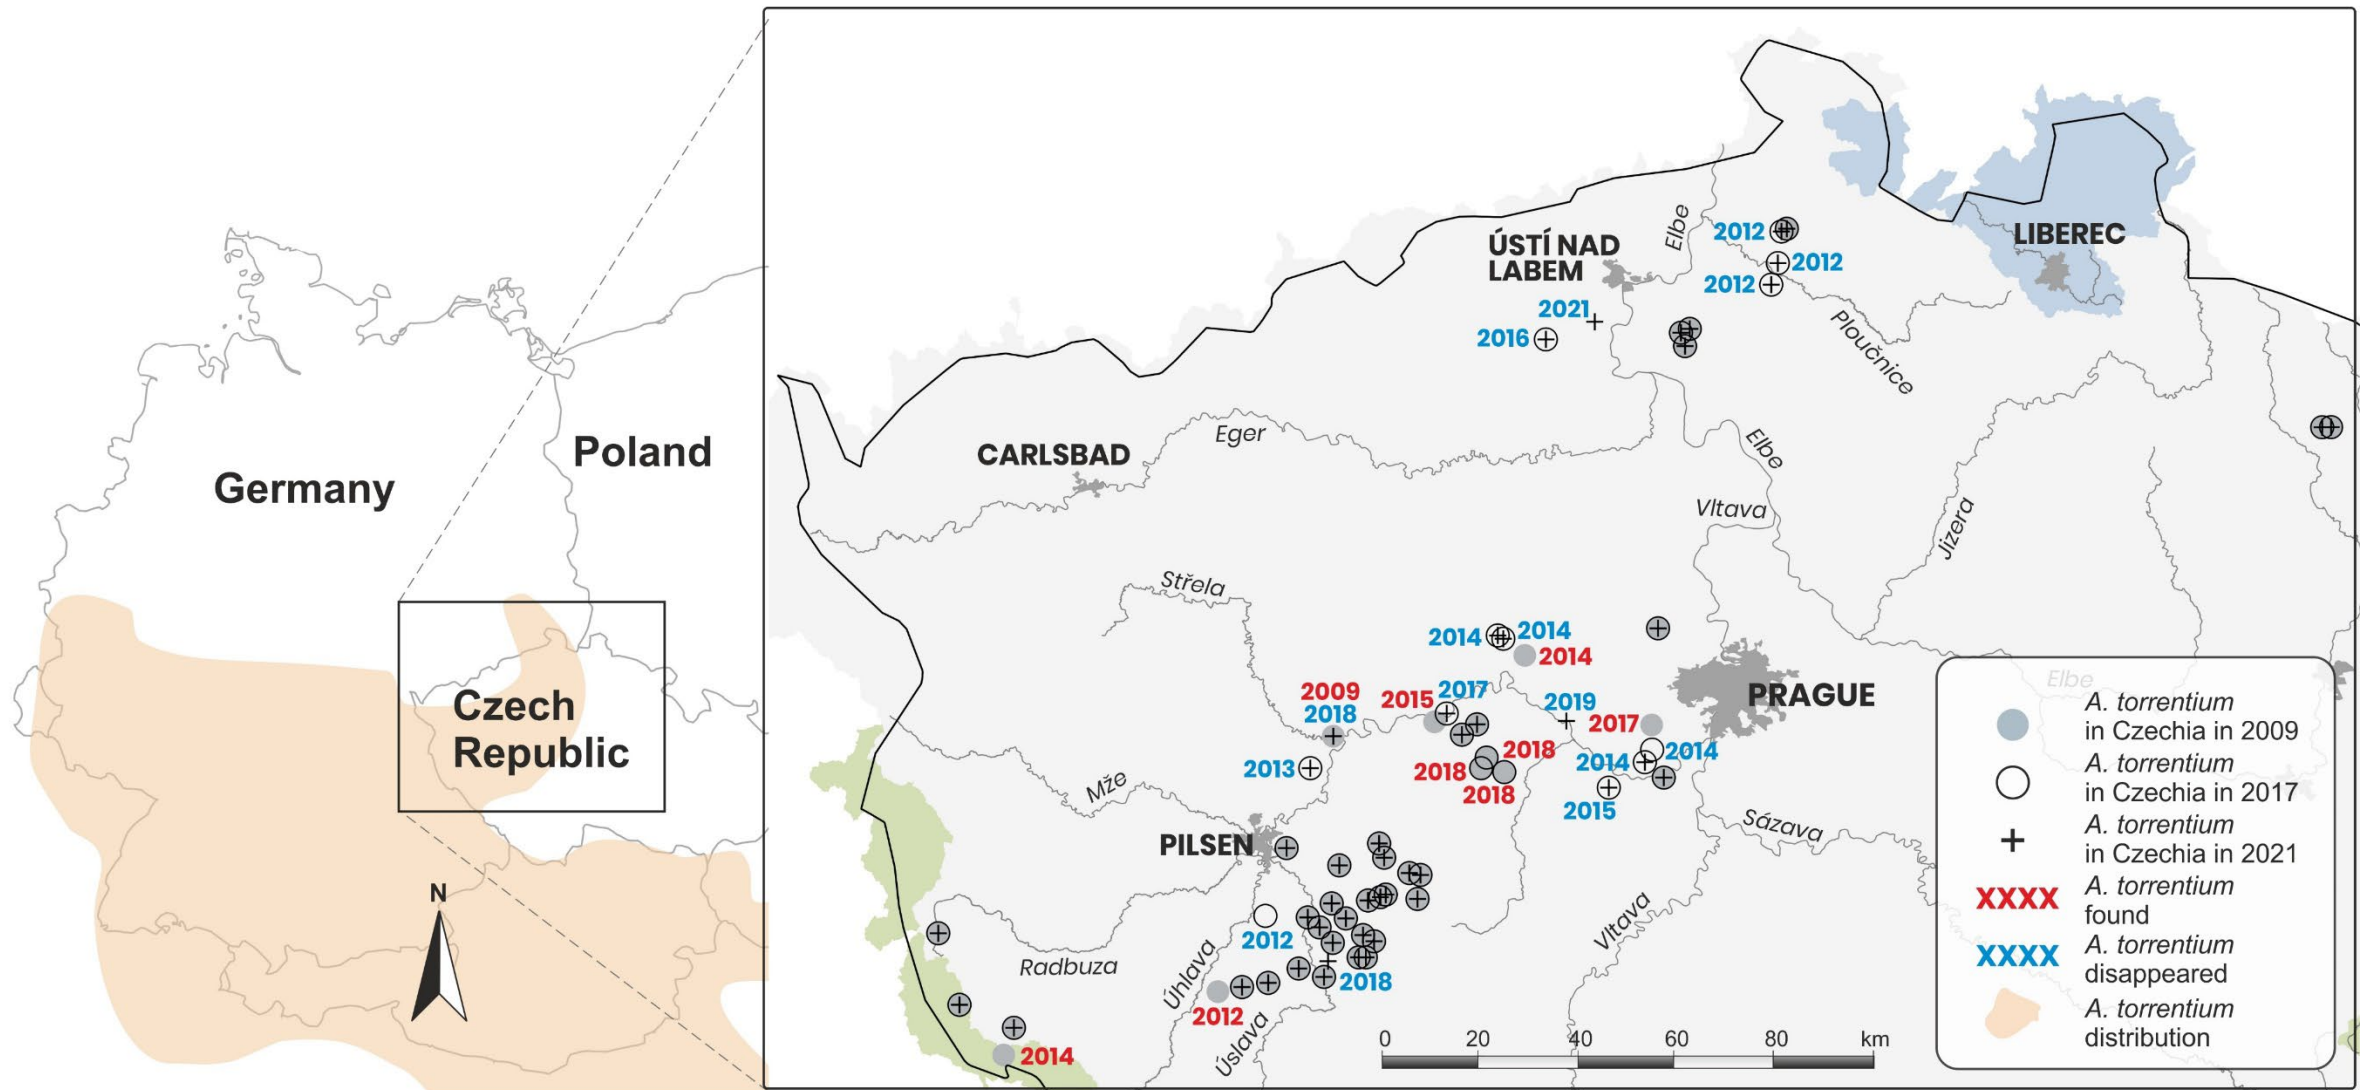 Germany
Poland
Czech
Republic
N
ÚSTÍ NAD
LABEM
Elbe
LIBEREC
2012
2012
2012
2021
2016
Ploučnice
CARLSBAD
Eger
Elbe
Vltava
Jizera
Střela
2014
2014
2014
2009
2018
2015
2017
2019
2017
PRAGUE
2013
2018
2018
2018
2014
2014
2015
Mže
Sázava
PILSEN
2012
Vltava
Radbuza
Úhlava
2018
2012
Úslava
2014
0 20 40 60 80 km
Elbe
A. torrentium
in Czechia in 2009
A. torrentium
in Czechia in 2017
A. torrentium
in Czechia in 2021
XXXX
A. torrentium
found
XXXX
A. torrentium
disappeared
A. torrentium
distribution